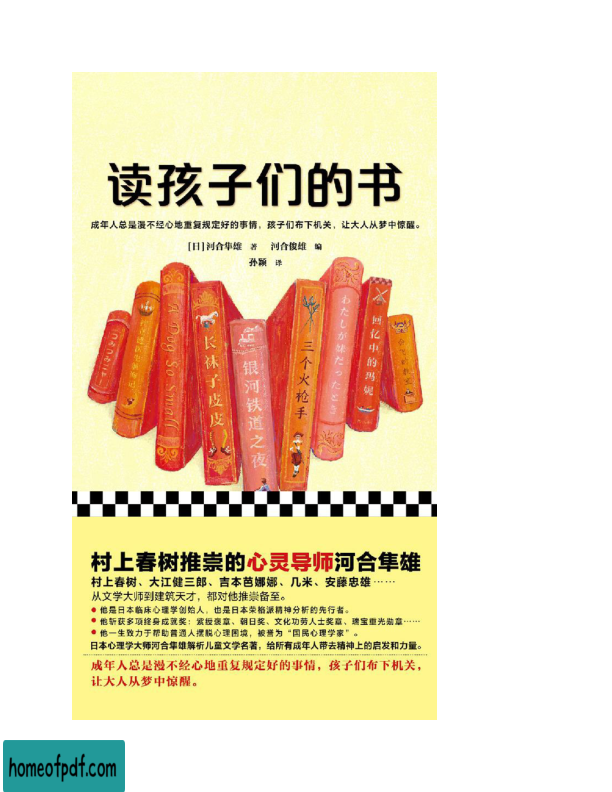 读孩子们的书
成年人总是漫不经心地重复规定好的事情，孩子们布下机关，让大人从梦中惊醒。
[日]河合隼雄 著 河合俊雄 编
孙颖 译
A Dog So Small
长袜子皮皮
银河铁道之夜
三个火枪手
わたしが妹だったとき
回忆中的玛妮
村上春树推崇的心灵导师河合隼雄
村上春树、大江健三郎、吉本芭娜娜、几米、安藤忠雄……
从文学大师到建筑天才，都对他推崇备至。
他是日本临床心理学创始人，也是日本荣格派精神分析的先行者。
他斩获多项终身成就奖：紫绶褒章、朝日奖、文化功劳人士奖章、瑞宝重光勋章……
他一生致力于帮助普通人摆脱心理困境，被誉为“国民心理学家”。
日本心理学大师河合隼雄解析儿童文学名著，给所有成年人带去精神上的启发和力量。
成年人总是漫不经心地重复规定好的事情，孩子们布下机关，
让大人从梦中惊醒。
homeofpdf.com